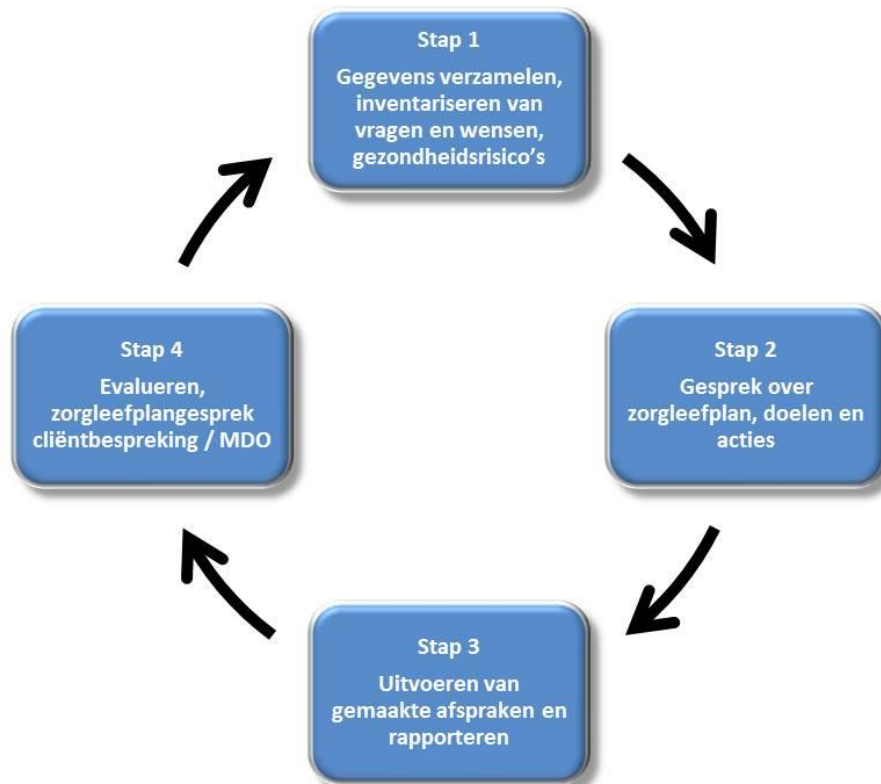 Stap 1
Gegevens verzamelen,
inventariseren van
vragen en wensen,
gezondheidsrisico's
Stap 2
Gesprek over
zorgleefplan, doelen en
acties
Stap 3
Uitvoeren van
gemaakte afspraken en
rapporteren
Stap 4
Evalueren,
zorgleefplangesprek
cliëntbespreking / MDO